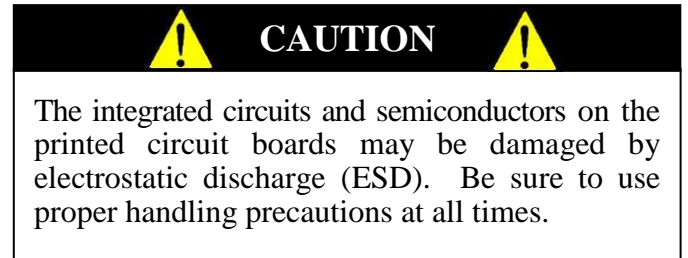 CAUTION
The integrated circuits and semiconductors on the
printed circuit boards may be damaged by
electrostatic discharge (ESD). Be sure to use
proper handling precautions at all times.